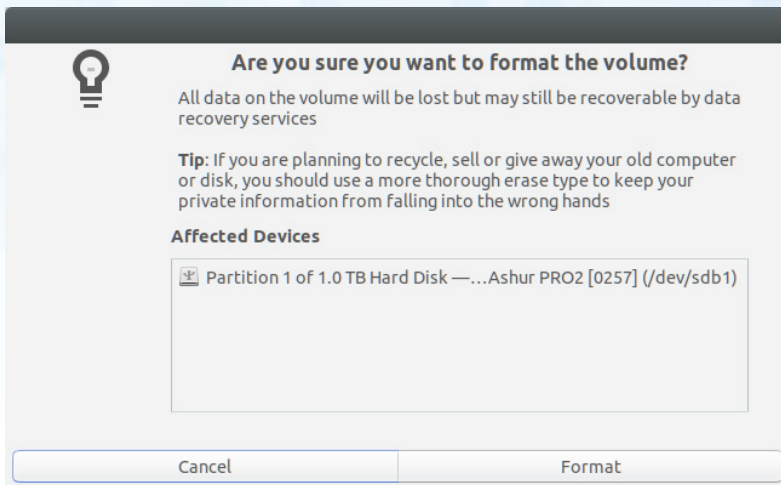 Are you sure you want to format the volume?
All data on the volume will be lost but may still be recoverable by data
recovery services
Tip: If you are planning to recycle, sell or give away your old computer
or disk, you should use a more thorough erase type to keep your
private information from falling into the wrong hands
Affected Devices
Partition 1 of 1.0 TB Hard Disk —…Ashur PRO2 [0257] (/dev/sdb1)
Cancel Format